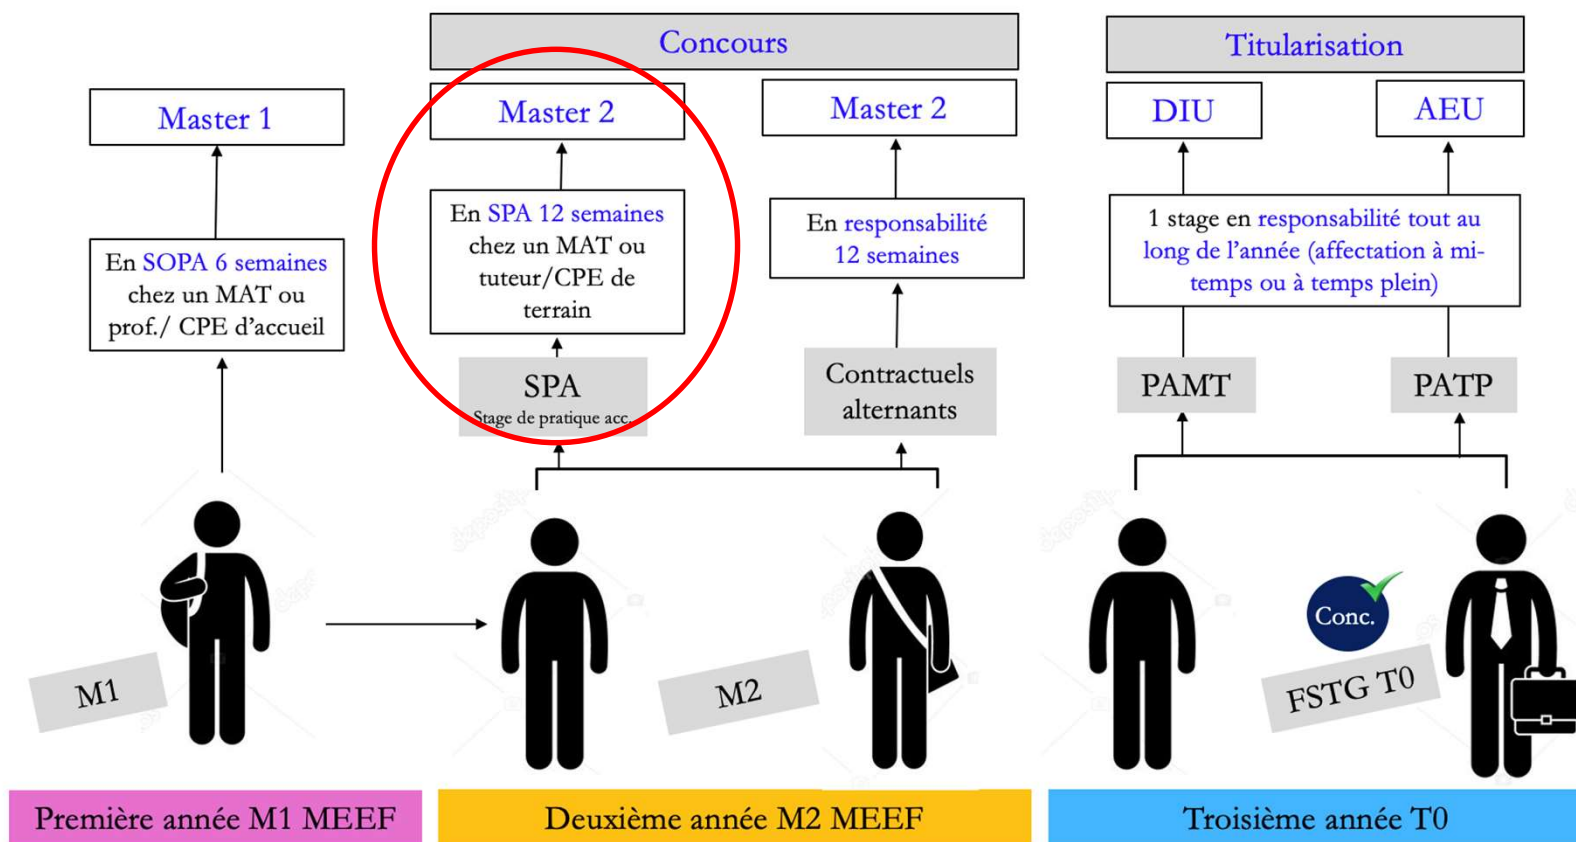 Concours
Titularisation
Master 1
Master 2
Master 2
DIU
AEU
En SOPA 6 semaines
chez un MAT ou
prof./ CPE d'accueil
En SPA 12 semaines
chez un MAT ou
tuteur/CPE de
terrain
En responsabilité
12 semaines
1 stage en responsabilité tout au
long de l'année (affectation à mi-
temps ou à temps plein)
SPA
Stage de pratique acc.
Contractuels
alternants
PAMT
PATP
M1
M2
Conc.
FSTG T0
Première année M1 MEEF
Deuxième année M2 MEEF
Troisième année T0